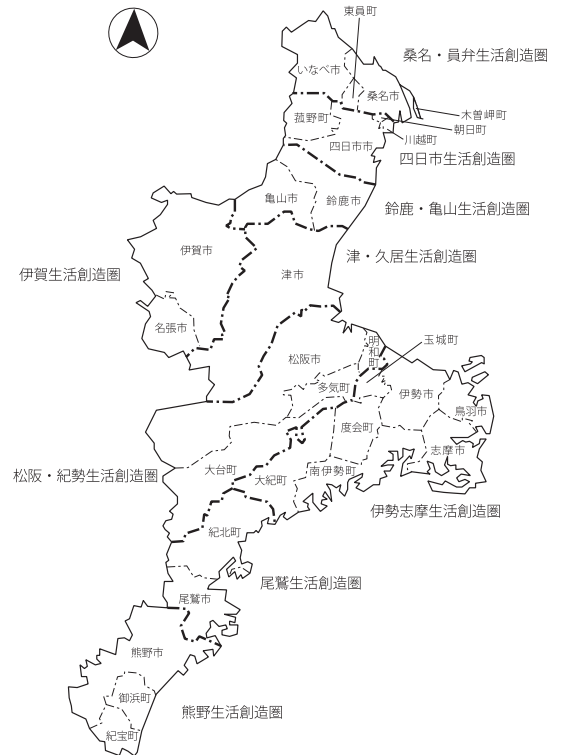 東員町
桑名・員弁生活創造圏
いなべ市
桑名市
木曽岬町
菰野町
朝日町
川越町
四日市市
四日市生活創造圏
亀山市
鈴鹿市
鈴鹿・亀山生活創造圏
伊賀市
津・久居生活創造圏
伊賀生活創造圏
津市
名張市
明和町
玉城町
松阪市
多気町
伊勢市
鳥羽市
度会町
志摩市
松阪・紀勢生活創造圏
大台町
大紀町
南伊勢町
伊勢志摩生活創造圏
紀北町
尾鷲生活創造圏
尾鷲市
熊野市
御浜町
熊野生活創造圏
紀宝町